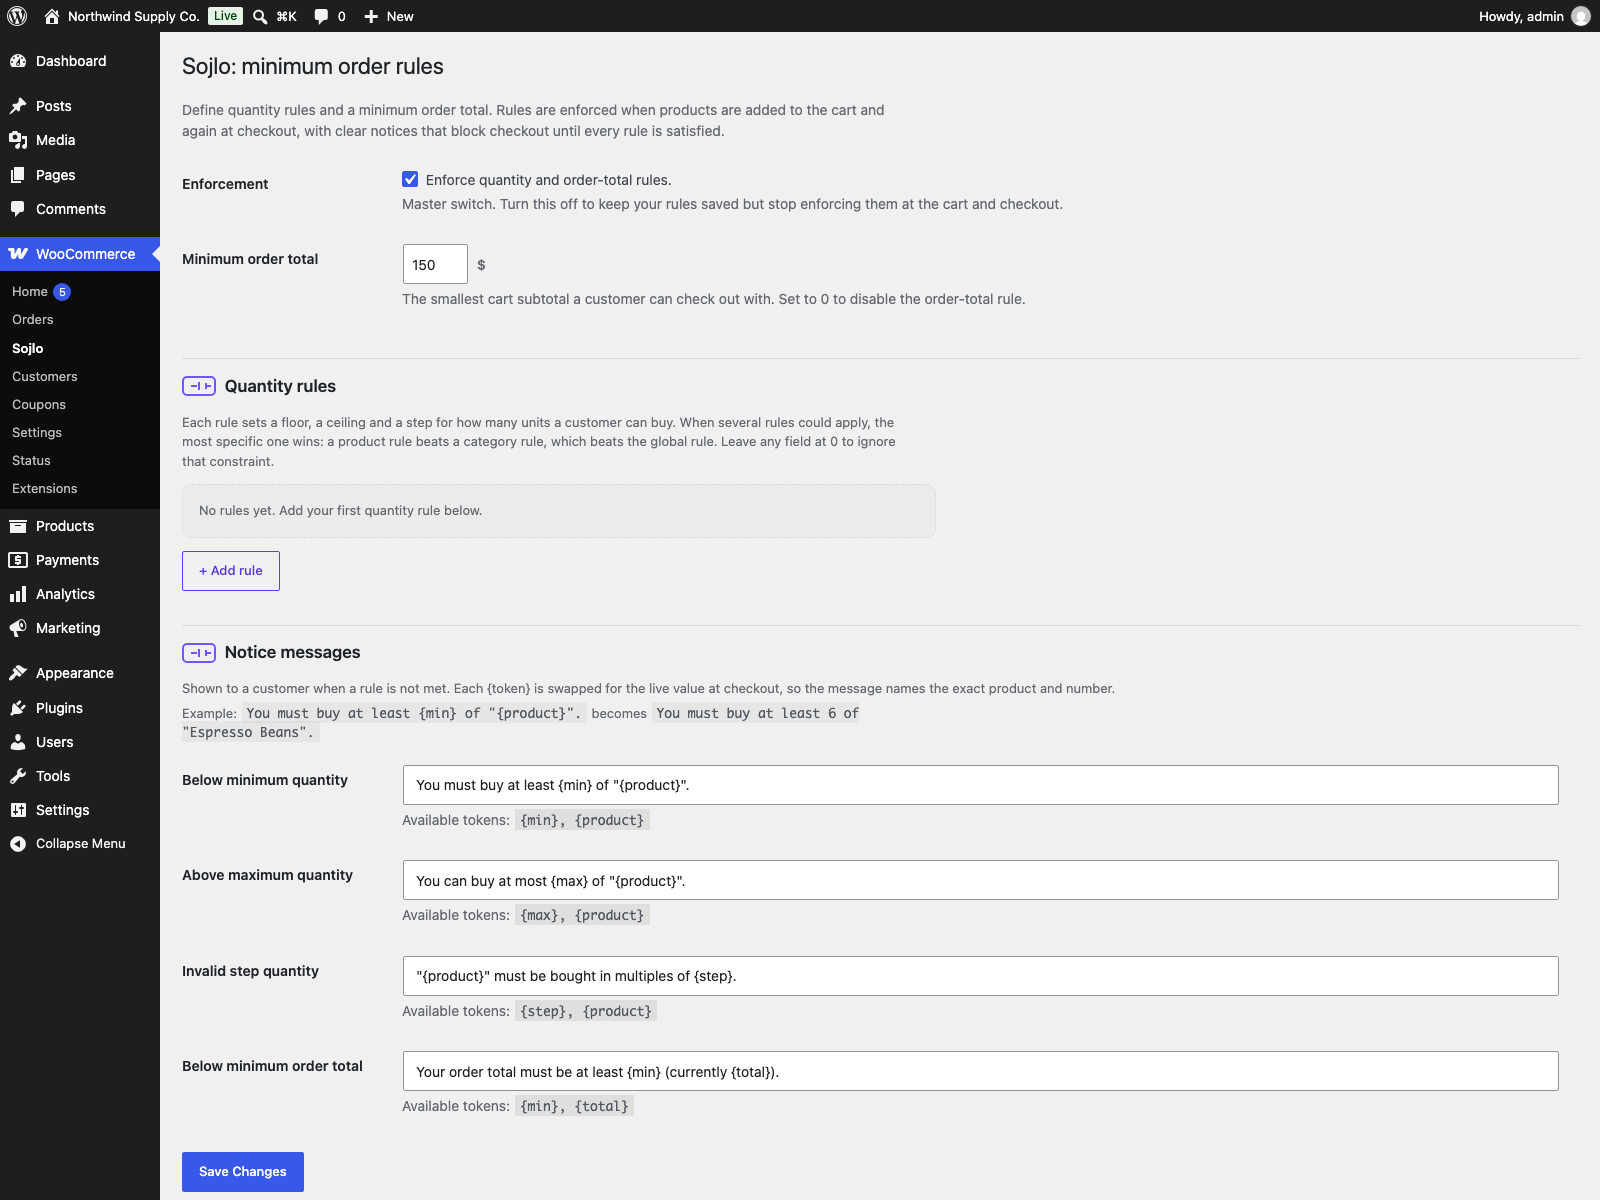 Northwind Supply Co.
Live
⌘K
0
New
Howdy, admin
Dashboard
Posts
Media
Pages
Comments
WooCommerce
Home 5
Orders
Sojlo
Customers
Coupons
Settings
Status
Extensions
Products
Payments
Analytics
Marketing
Appearance
Plugins
Users
Tools
Settings
Collapse Menu
Sojlo: minimum order rules
Define quantity rules and a minimum order total. Rules are enforced when products are added to the cart and
again at checkout, with clear notices that block checkout until every rule is satisfied.
Enforcement
Enforce quantity and order-total rules.
Master switch. Turn this off to keep your rules saved but stop enforcing them at the cart and checkout.
Minimum order total
150 $
The smallest cart subtotal a customer can check out with. Set to 0 to disable the order-total rule.
Quantity rules
Each rule sets a floor, a ceiling and a step for how many units a customer can buy. When several rules could apply, the
most specific one wins: a product rule beats a category rule, which beats the global rule. Leave any field at 0 to ignore
that constraint.
No rules yet. Add your first quantity rule below.
+ Add rule
Notice messages
Shown to a customer when a rule is not met. Each {token} is swapped for the live value at checkout, so the message names the exact product and number.
Example: You must buy at least {min} of "{product}". becomes You must buy at least 6 of
"Espresso Beans".
Below minimum quantity
You must buy at least {min} of "{product}".
Available tokens: {min}, {product}
Above maximum quantity
You can buy at most {max} of "{product}".
Available tokens: {max}, {product}
Invalid step quantity
"{product}" must be bought in multiples of {step}.
Available tokens: {step}, {product}
Below minimum order total
Your order total must be at least {min} (currently {total}).
Available tokens: {min}, {total}
Save Changes